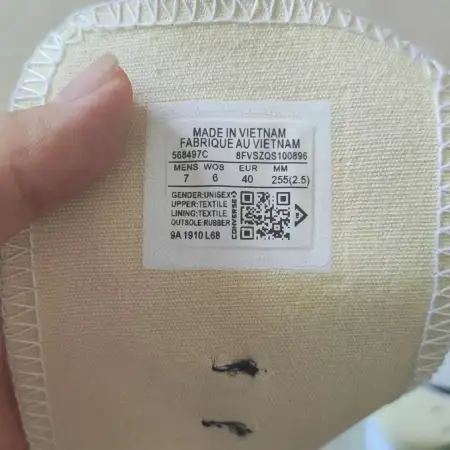 MADE IN VIETNAM
FABRIQUE AU VIETNAM
568497C 8FVSZQS100896
MENS WOS EUR MM
7 6 40 255(2.5)
GENDER:UNISEX
UPPER:TEXTILE
LINING:TEXTILE
OUTSOLE:RUBBER
CONVERSE
9A 1910 L68